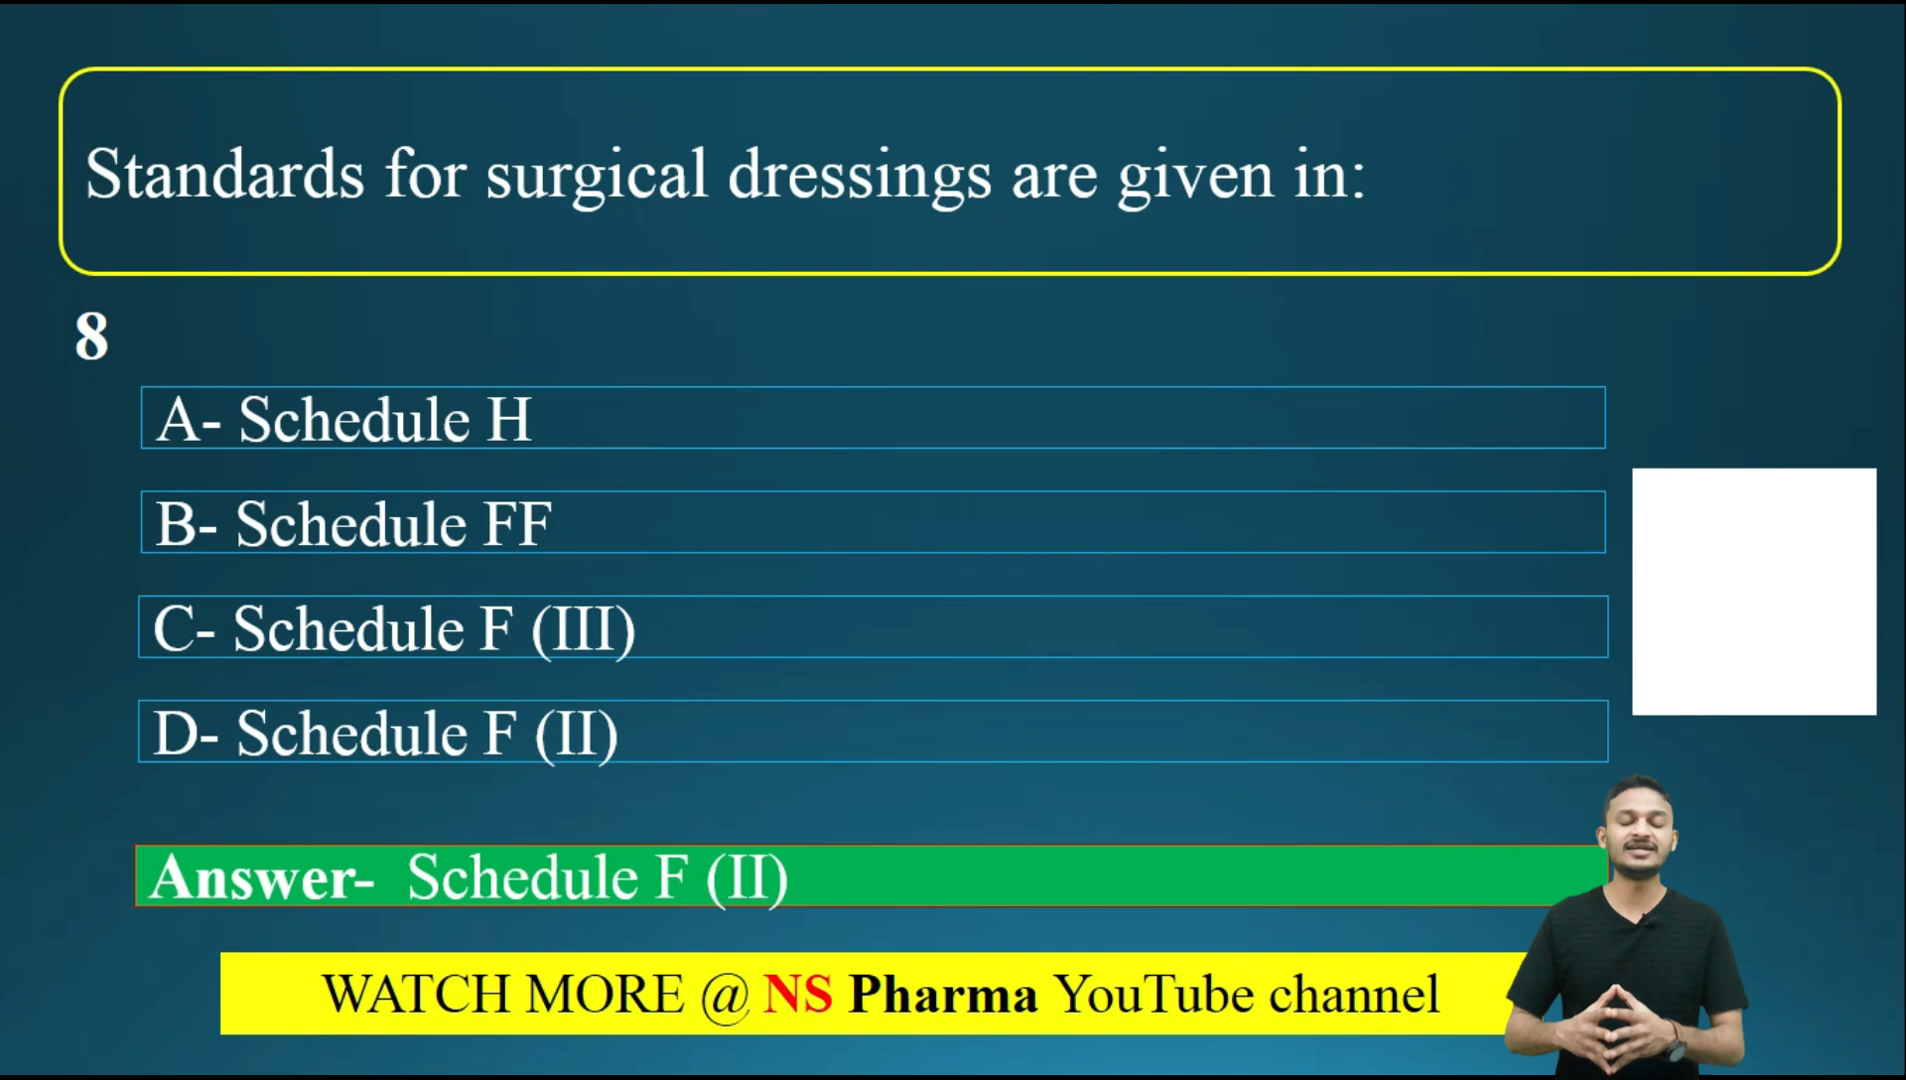 Standards for surgical dressings are given in:
8
A- Schedule H
B- Schedule FF
C- Schedule F (III)
D- Schedule F (II)
Answer- Schedule F (II)
WATCH MORE @ NS Pharma YouTube channel